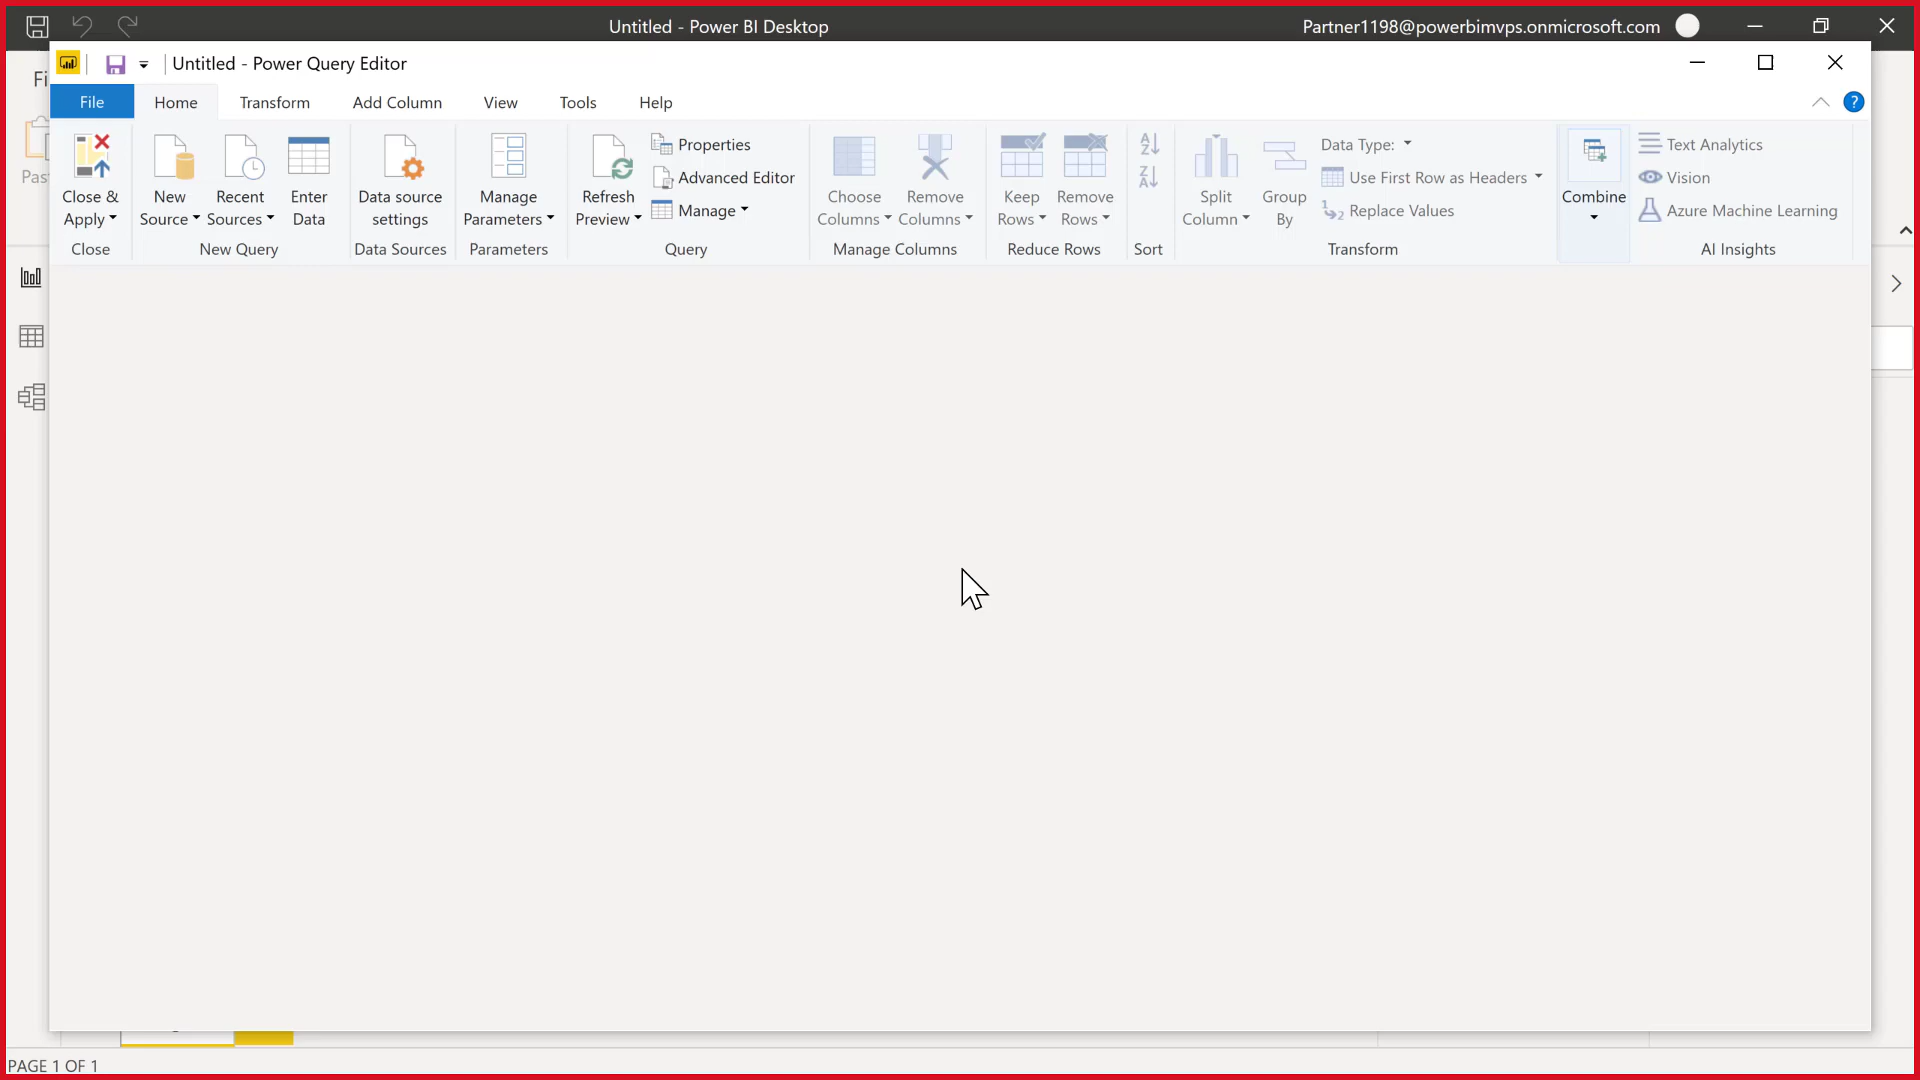 Untitled - Power BI Desktop
Partner1198@powerbimvps.onmicrosoft.com
Untitled - Power Query Editor
Fi
File
Home
Transform
Add Column
View
Tools
Help
?
Pas
Close &
Apply
Close
New
Source
Recent
Sources
Enter
Data
New Query
Data source
settings
Data Sources
Manage
Parameters
Parameters
Refresh
Preview
Properties
Advanced Editor
Manage
Query
Choose
Columns
Remove
Columns
Manage Columns
Keep
Rows
Remove
Rows
Reduce Rows
A
Z
Z
A
Sort
Split
Column
Group
By
Data Type:
Use First Row as Headers
1
2
Replace Values
Transform
Combine
Text Analytics
Vision
Azure Machine Learning
AI Insights
PAGE 1 OF 1